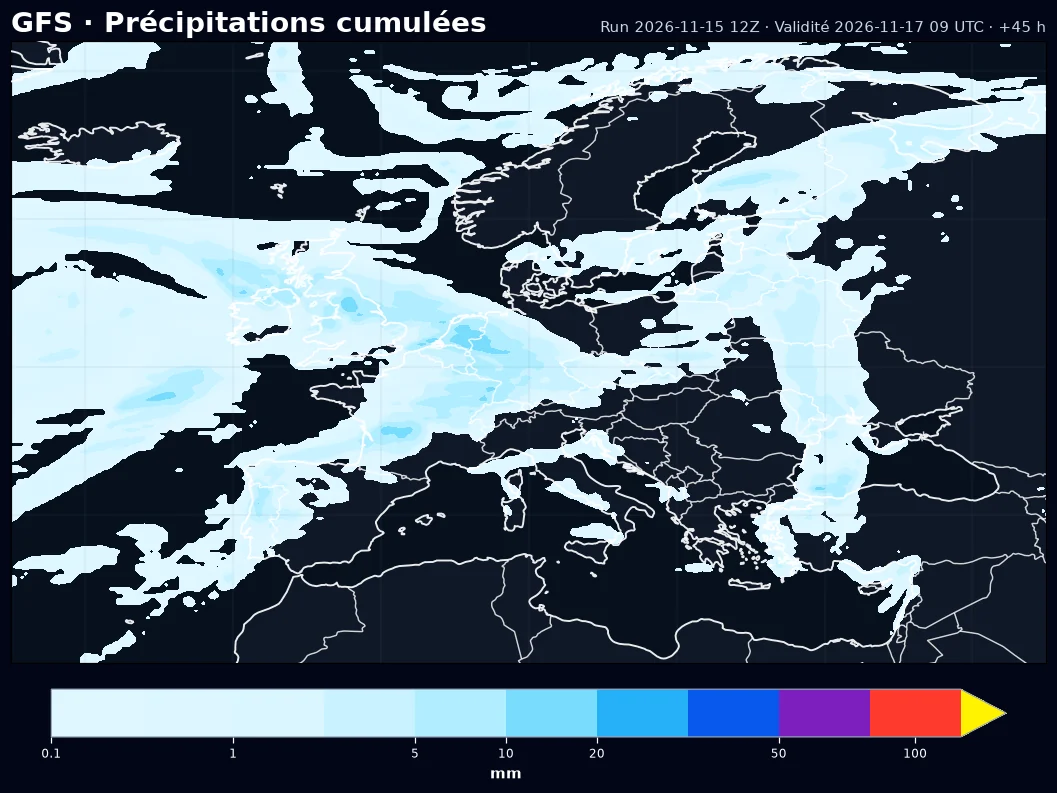 GFS · Précipitations cumulées
Run 2026-11-15 12Z · Validité 2026-11-17 09 UTC · +45 h
0.1 1 5 10 20 50 100
mm